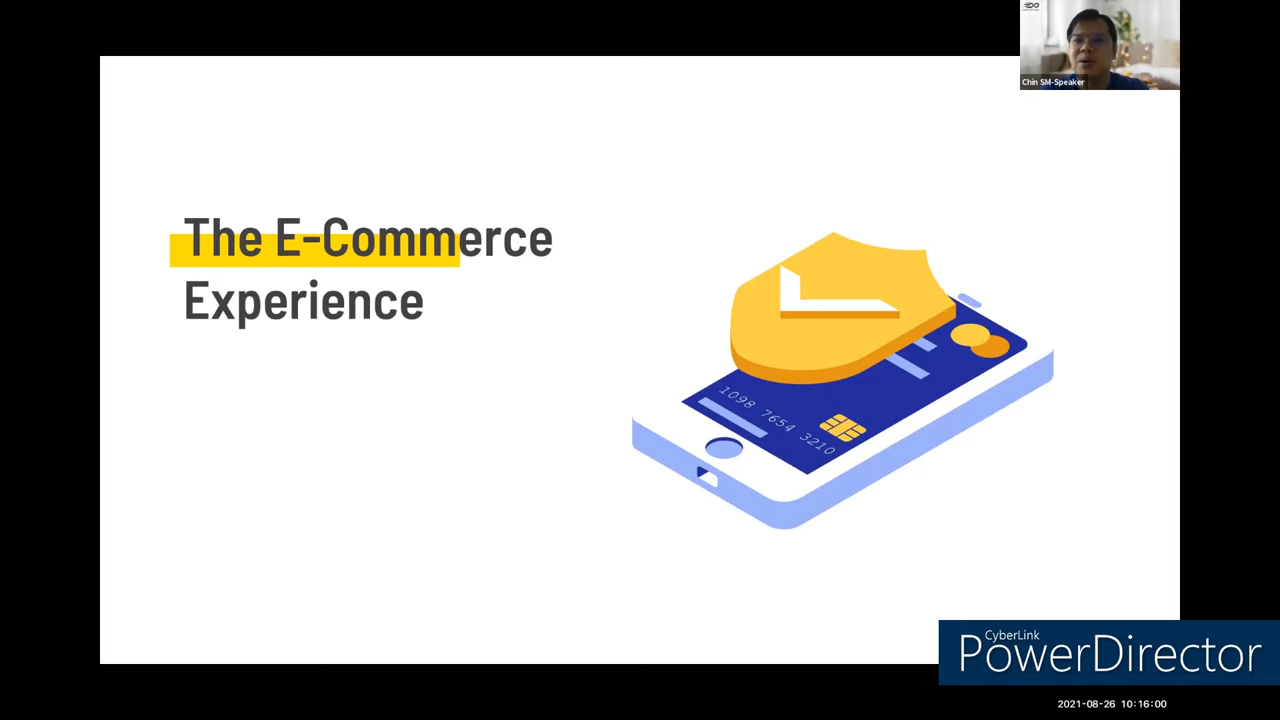 Chin SM-Speaker
The E-Commerce
Experience
1098 7654 3210
CyberLink
PowerDirector
2021-08-26 10:16:00